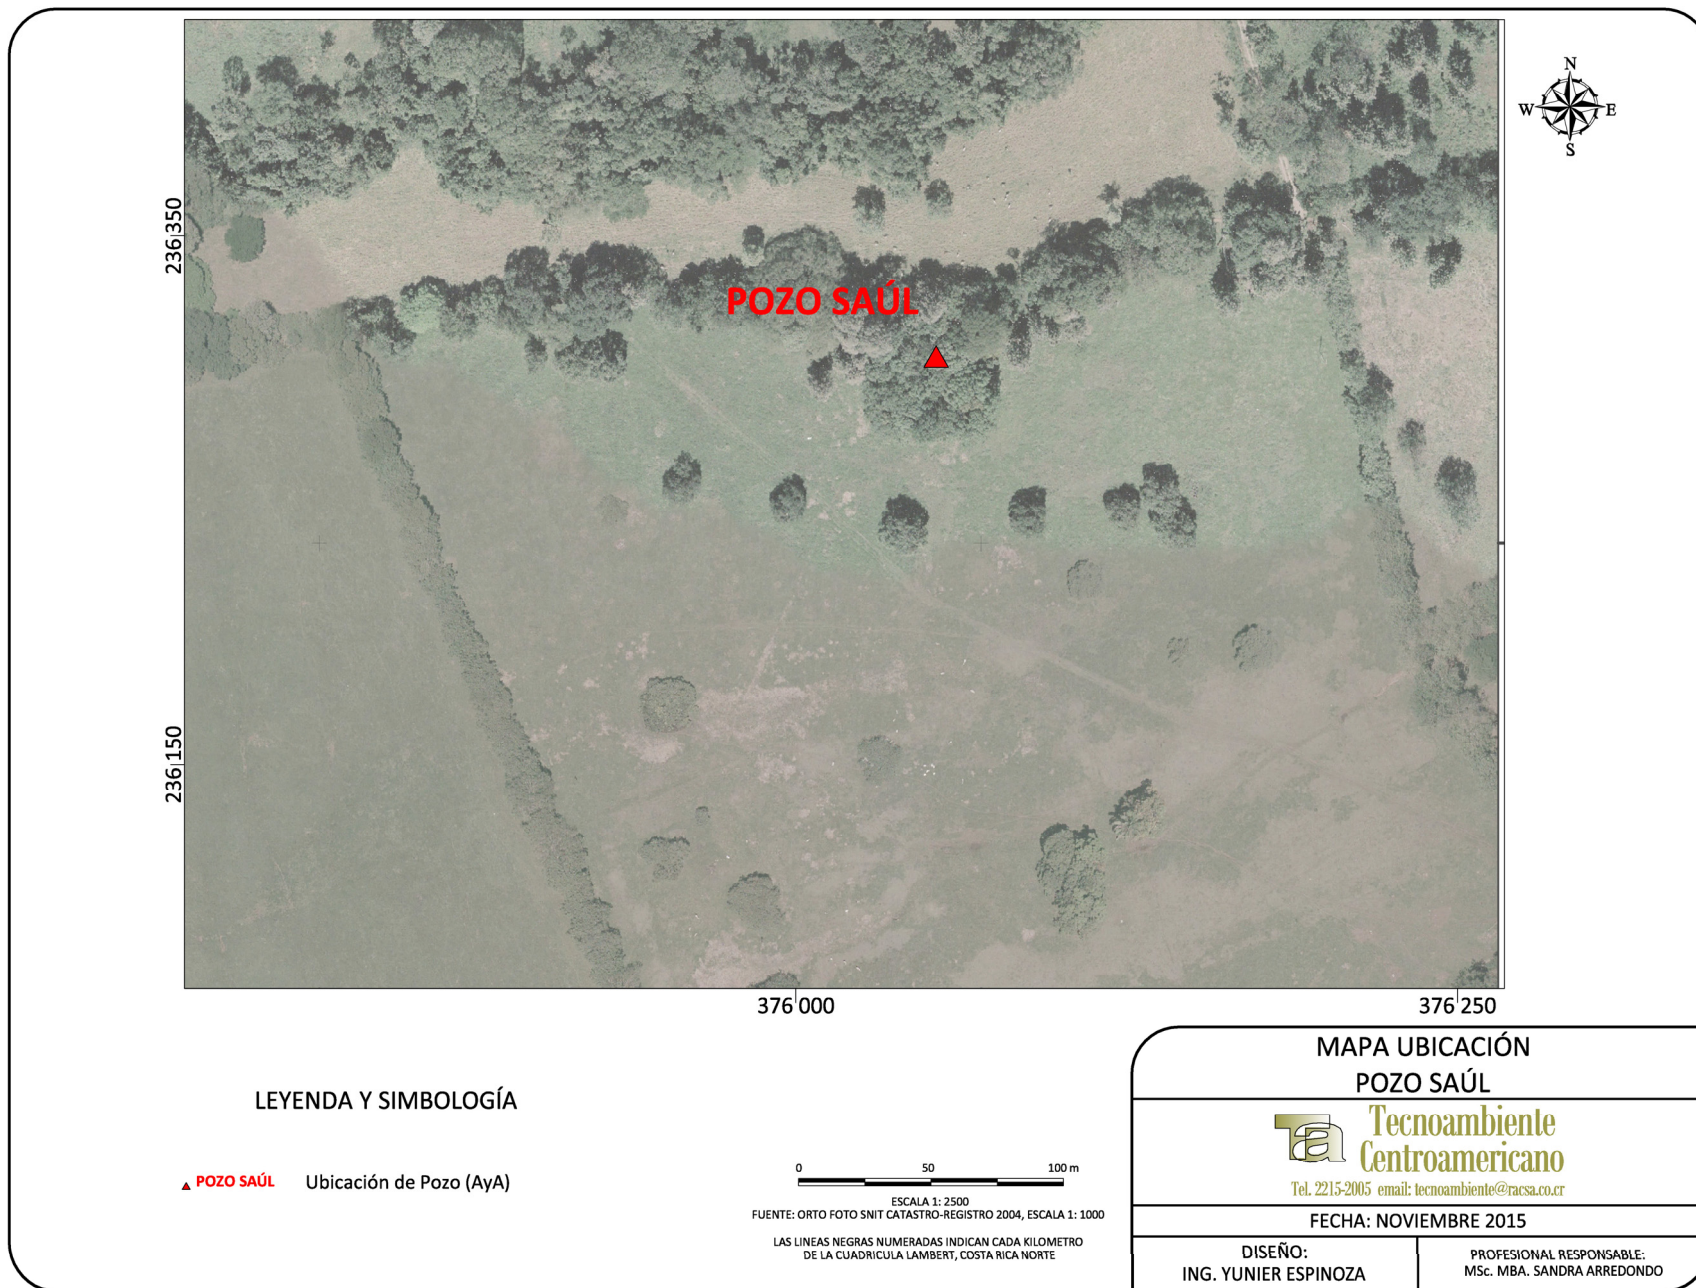 N
W E
S
236 350
POZO SAÚL
236 150
376 000
376 250
LEYENDA Y SIMBOLOGÍA
POZO SAÚL Ubicación de Pozo (AyA)
0 50 100 m
ESCALA 1: 2500
FUENTE: ORTO FOTO SNIT CATASTRO-REGISTRO 2004, ESCALA 1: 1000
LAS LINEAS NEGRAS NUMERADAS INDICAN CADA KILOMETRO
DE LA CUADRICULA LAMBERT, COSTA RICA NORTE
MAPA UBICACIÓN
POZO SAÚL
Ta Tecnoambiente
Centroamericano
Tel. 2215-2005 email: tecnoambiente@racsa.co.cr
FECHA: NOVIEMBRE 2015
DISEÑO:
ING. YUNIER ESPINOZA
PROFESIONAL RESPONSABLE:
MSc. MBA. SANDRA ARREDONDO